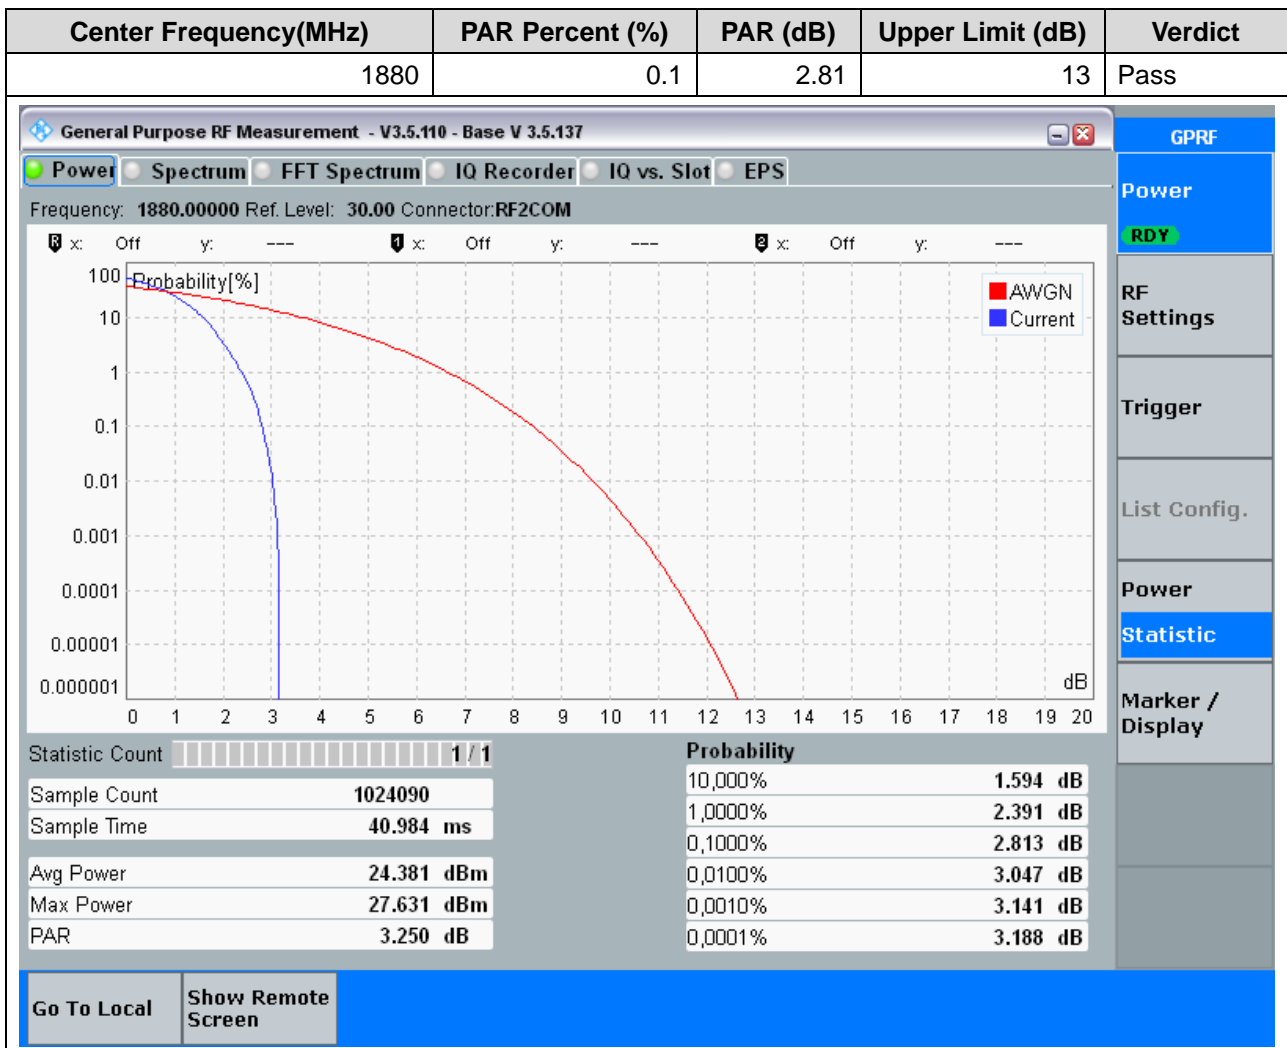 Center Frequency(MHz) PAR Percent (%) PAR (dB) Upper Limit (dB) Verdict
1880 0.1 2.81 13 Pass
General Purpose RF Measurement - V3.5.110 - Base V 3.5.137
Power Spectrum FFT Spectrum IQ Recorder IQ vs. Slot EPS
Frequency: 1880.00000 Ref. Level: 30.00 Connector:RF2COM
R x: Off y: --- 1 x: Off y: --- 2 x: Off y: ---
Probability[%]
AWGN
Current
100
10
1
0.1
0.01
0.001
0.0001
0.00001
0.000001
dB
0 1 2 3 4 5 6 7 8 9 10 11 12 13 14 15 16 17 18 19 20
Statistic Count 1 / 1
Sample Count 1024090
Sample Time 40.984 ms
Avg Power 24.381 dBm
Max Power 27.631 dBm
PAR 3.250 dB
Probability
10,000% 1.594 dB
1,0000% 2.391 dB
0,1000% 2.813 dB
0,0100% 3.047 dB
0,0010% 3.141 dB
0,0001% 3.188 dB
GPRF
Power
RDY
RF
Settings
Trigger
List Config.
Power
Statistic
Marker /
Display
Go To Local
Show Remote
Screen